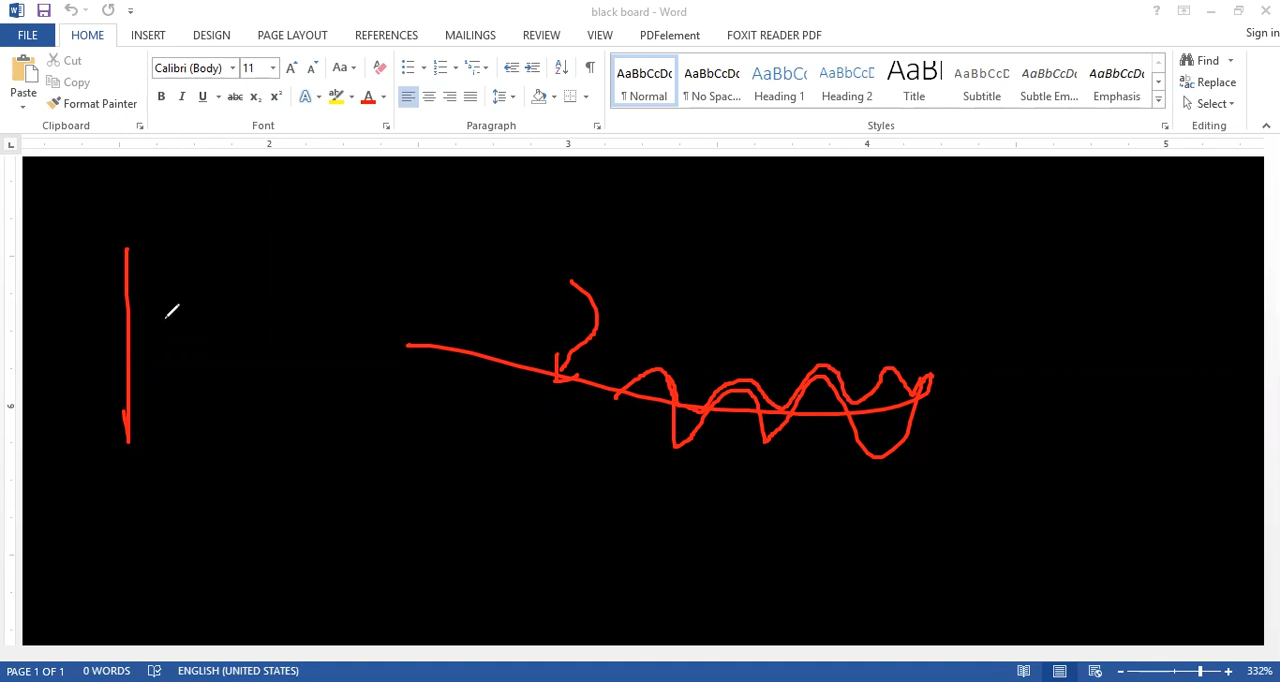 black board - Word
Sign in
FILE HOME INSERT DESIGN PAGE LAYOUT REFERENCES MAILINGS REVIEW VIEW PDFelement FOXIT READER PDF
Paste
Cut
Copy
Format Painter
Clipboard
Calibri (Body) 11
Font
Paragraph
AaBbCcDc AaBbCcDc AaBbCc AaBbCcD AaBl AaBbCcD AaBbCcDc AaBbCcDc
¶ Normal ¶ No Spac... Heading 1 Heading 2 Title Subtitle Subtle Em... Emphasis
Styles
Find
Replace
Select
Editing
2 3 4 5
6
PAGE 1 OF 1 0 WORDS ENGLISH (UNITED STATES) 332%